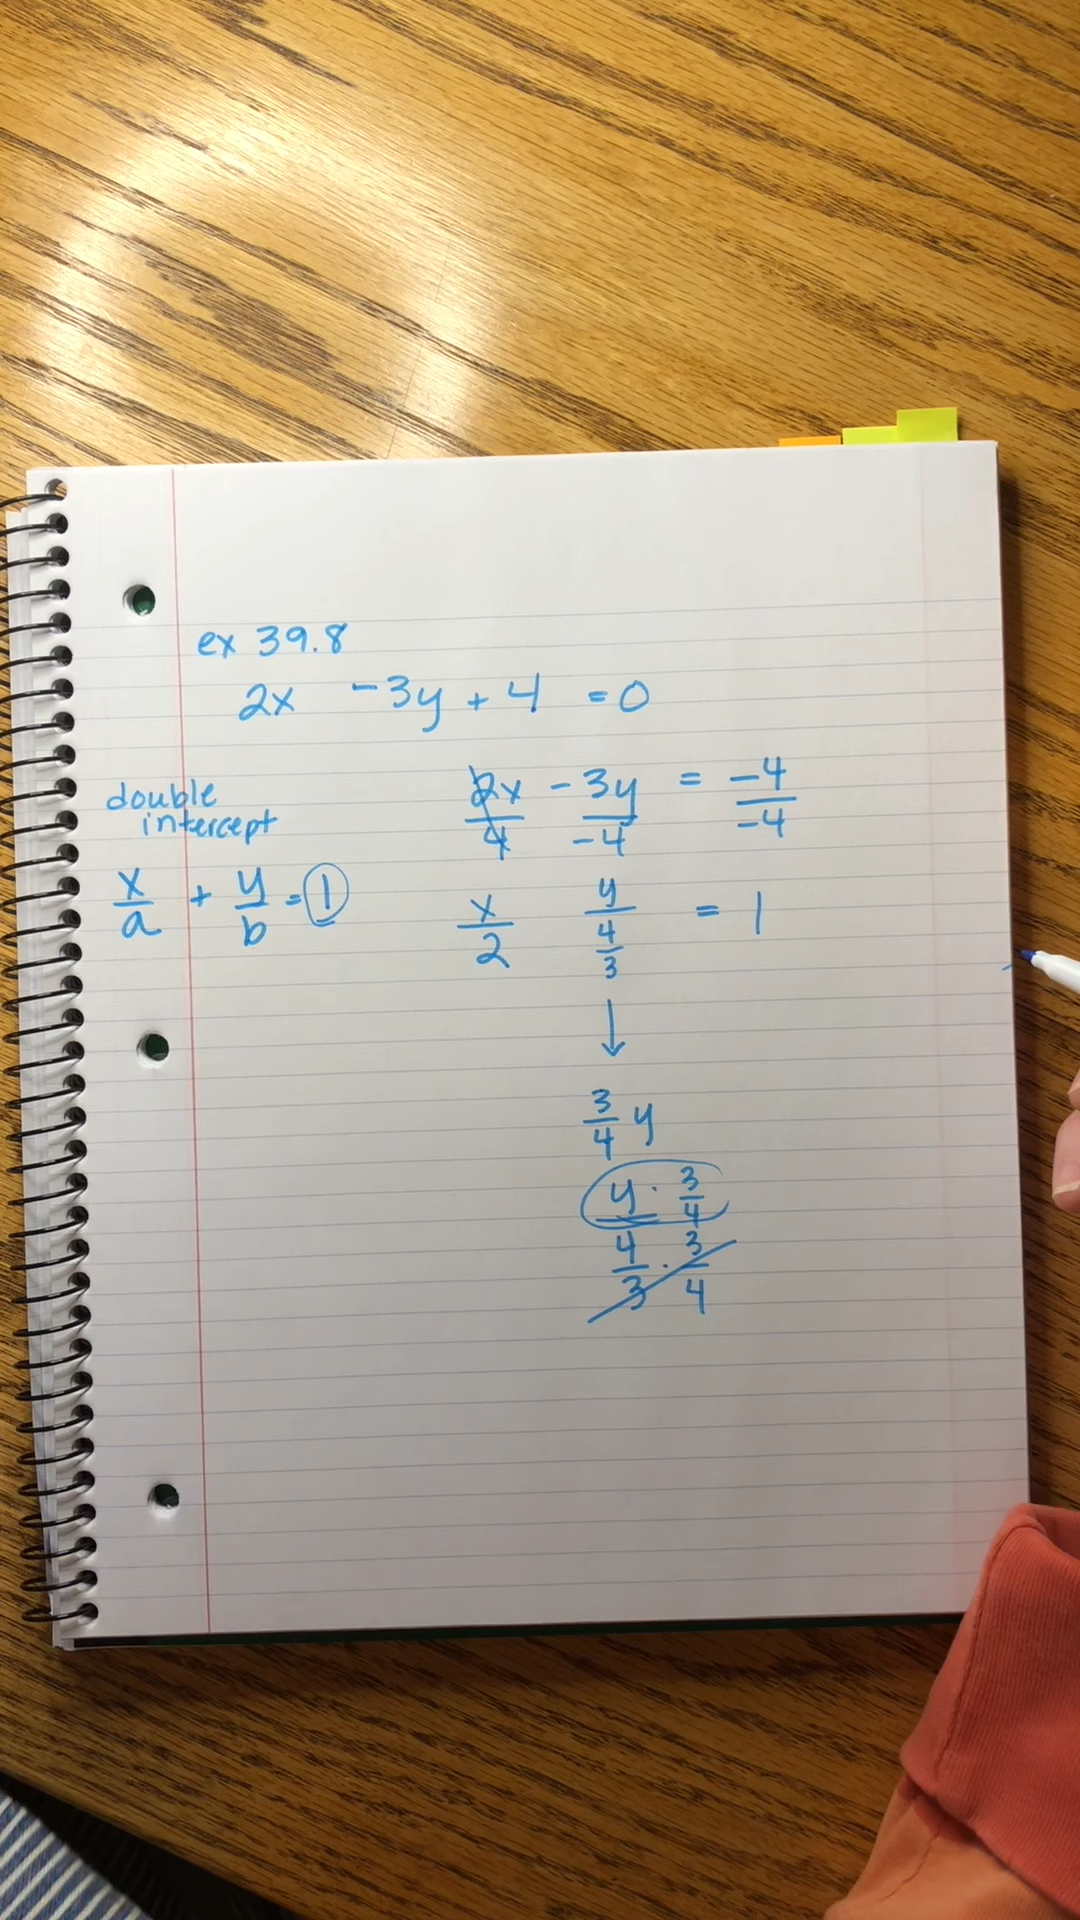 ex 39.8
2x - 3y + 4 = 0
double
intercept
x/a + y/b = 1
2x/4 - 3y/-4 = -4/-4
x/2 y/(4/3) = 1
↓
3/4 y
y · 3/4
4/3 · 3/4